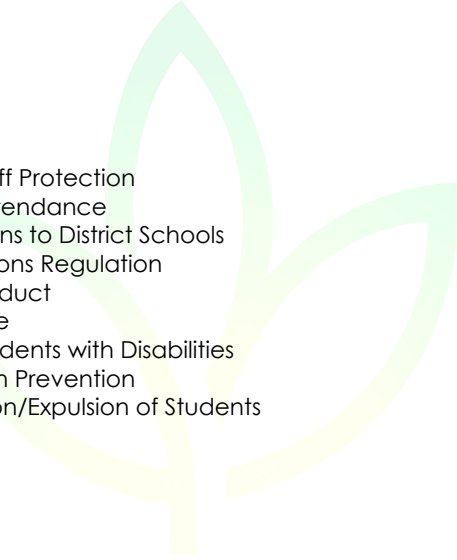 ff Protection
endance
ns to District Schools
ons Regulation
duct
e
dents with Disabilities
n Prevention
on/Expulsion of Students